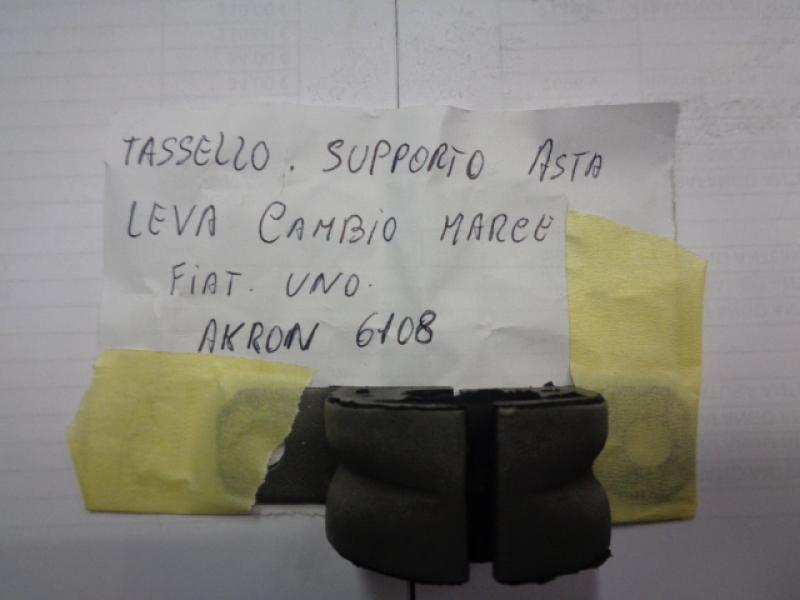 TASSELLO. SUPPORTO ASTA
LEVA CAMBIO MARCE
FIAT. UNO.
AKRON 6108